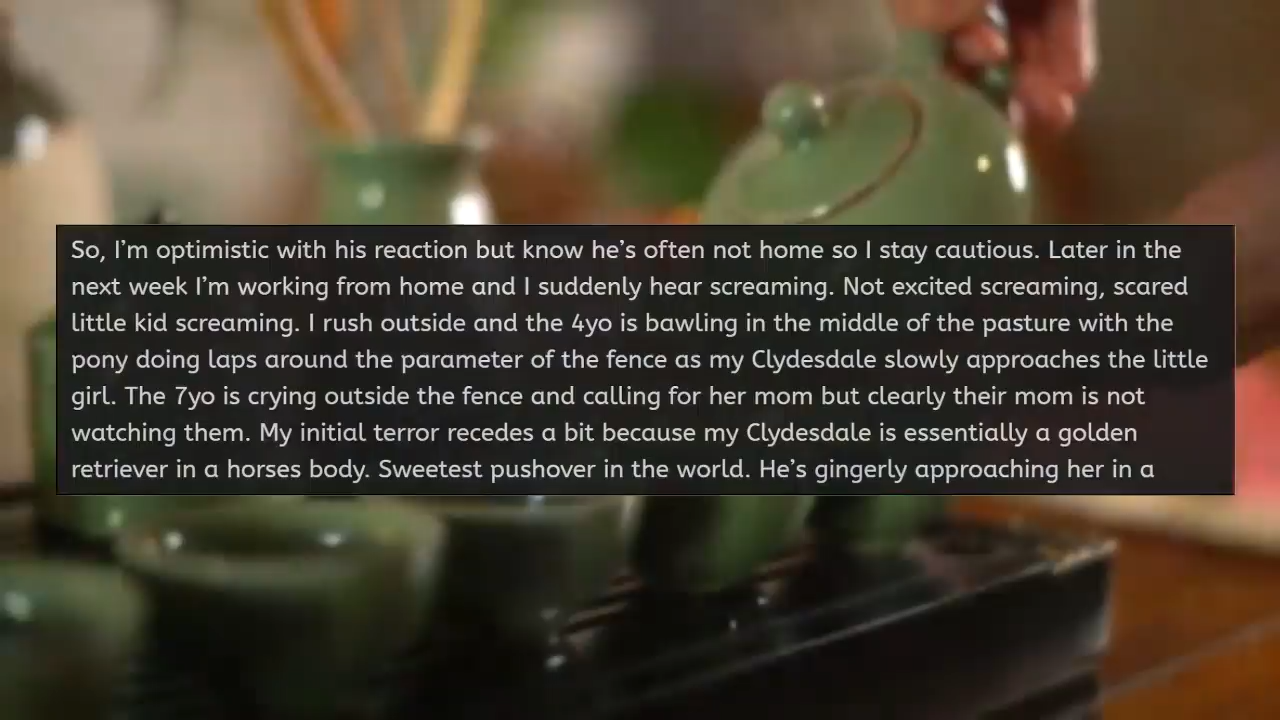 So, I’m optimistic with his reaction but know he’s often not home so I stay cautious. Later in the
next week I’m working from home and I suddenly hear screaming. Not excited screaming, scared
little kid screaming. I rush outside and the 4yo is bawling in the middle of the pasture with the
pony doing laps around the parameter of the fence as my Clydesdale slowly approaches the little
girl. The 7yo is crying outside the fence and calling for her mom but clearly their mom is not
watching them. My initial terror recedes a bit because my Clydesdale is essentially a golden
retriever in a horses body. Sweetest pushover in the world. He’s gingerly approaching her in a